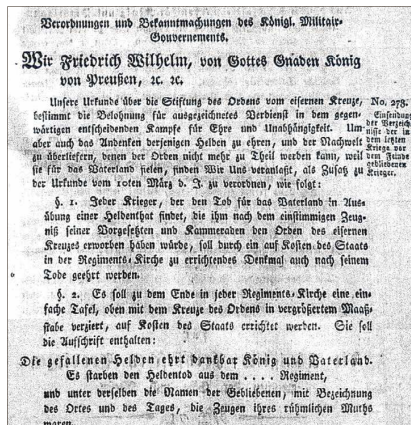 Verordnungen und Bekanntmachungen des Königl. Militair-
Gouvernements.
Wir Friedrich Wilhelm, von Gottes Gnaden König
von Preußen, ꝛc. ꝛc.
Unsere Urkunde über die Stiftung des Ordens vom eisernen Kreuze,
bestimmt die Belohnung für ausgezeichnetes Verdienst in dem gegen-
wärtigen entscheidenden Kampfe für Ehre und Unabhängigkeit. Um
aber auch das Andenken derjenigen Helden zu ehren, und der Nachwelt
zu überliefern, denen der Orden nicht mehr zu Theil werden kann, weil
sie für das Vaterland fielen, finden Wir Uns veranlaßt, als Zusatz zu
der Urkunde vom 10ten März d. J. zu verordnen, wie folgt:
No. 278.
Einsendung
der Verzeich-
nisse der in
dem letzten
Kriege vor
dem Feinde
gebliebenen
Krieger.
§. 1. Jeder Krieger, der den Tod für das Vaterland in Aus-
übung einer Heldenthat findet, die ihm nach dem einstimmigen Zeug-
niß seiner Vorgesetzten und Kammeraden den Orden des eisernen
Kreuzes erworben haben würde, soll durch ein auf Kosten des Staats
in der Regiments-Kirche zu errichtendes Denkmal auch nach seinem
Tode geehrt werden.
§. 2. Es soll zu dem Ende in jeder Regiments-Kirche eine ein-
fache Tafel, oben mit dem Kreuze des Ordens in vergrößertem Maaß-
stabe verziert, auf Kosten des Staats errichtet werden. Sie soll
die Aufschrift enthalten:
Die gefallenen Helden ehrt dankbar König und Vaterland.
Es starben den Heldentod aus dem . . . . Regiment,
und unter derselben die Namen der Gebliebenen, mit Bezeichnung
des Ortes und des Tages, die Zeugen ihres rühmlichen Muths
waren.